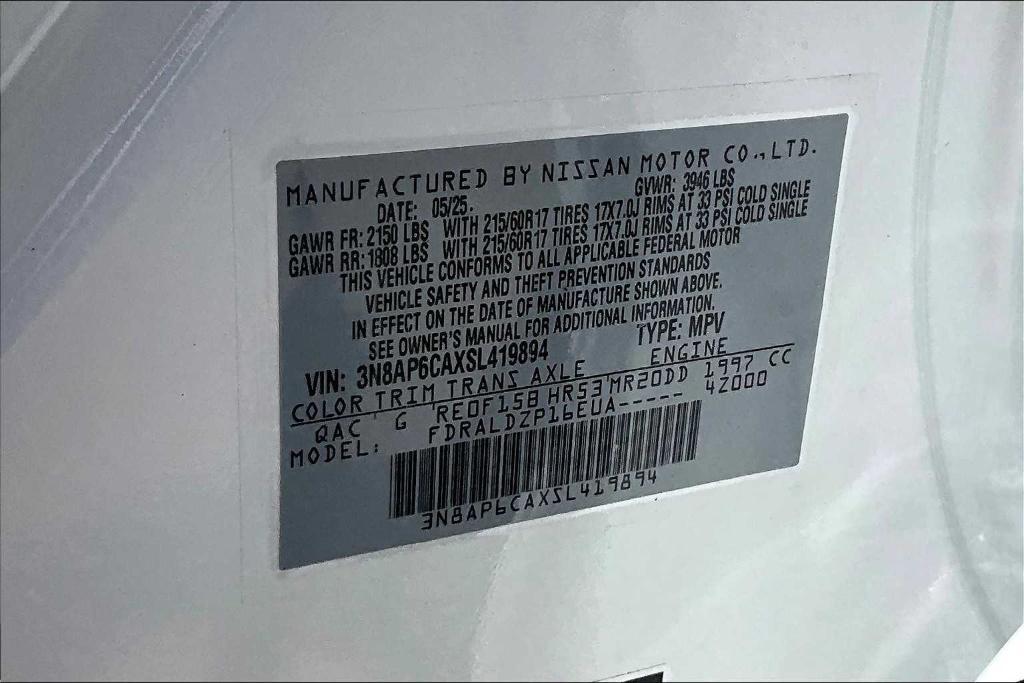 MANUFACTURED BY NISSAN MOTOR CO.,LTD.
DATE: 05/25. GVWR: 3946 LBS
GAWR FR: 2150 LBS WITH 215/60R17 TIRES 17X7.0J RIMS AT 33 PSI COLD SINGLE
GAWR RR: 1808 LBS WITH 215/60R17 TIRES 17X7.0J RIMS AT 33 PSI COLD SINGLE
THIS VEHICLE CONFORMS TO ALL APPLICABLE FEDERAL MOTOR
VEHICLE SAFETY AND THEFT PREVENTION STANDARDS
IN EFFECT ON THE DATE OF MANUFACTURE SHOWN ABOVE.
SEE OWNER'S MANUAL FOR ADDITIONAL INFORMATION.
VIN: 3N8AP6CAXSL419894 TYPE: MPV
COLOR TRIM TRANS AXLE ENGINE
QAC G RE0F15B HR53 MR20DD 1997 CC
MODEL: FDRALDZP16EUA----- 42000
3N8AP6CAXSL419894